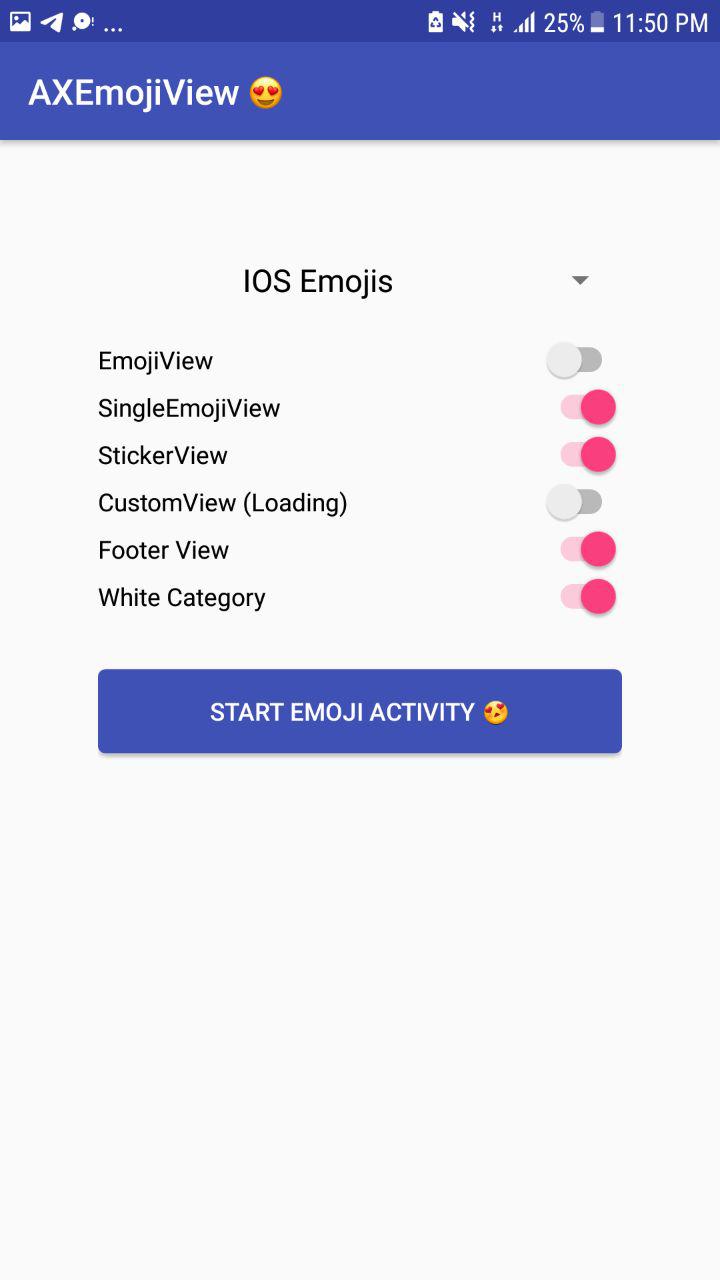 ... H 25% 11:50 PM
AXEmojiView 😍
IOS Emojis
EmojiView
SingleEmojiView
StickerView
CustomView (Loading)
Footer View
White Category
START EMOJI ACTIVITY 😍